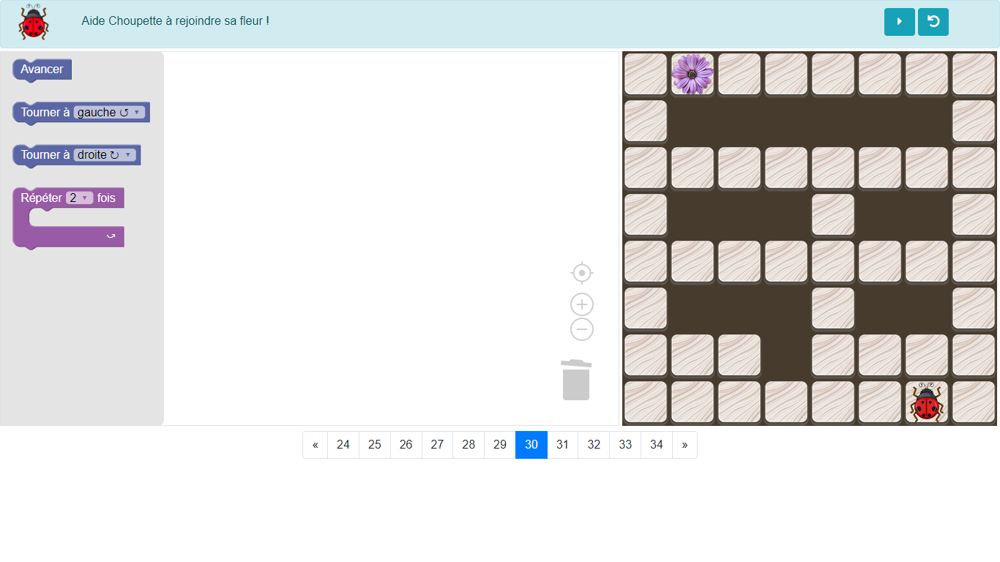 Aide Choupette à rejoindre sa fleur !
Avancer
Tourner à gauche ↺ ▾
Tourner à droite ↻ ▾
Répéter 2 ▾ fois
« 24 25 26 27 28 29 30 31 32 33 34 »